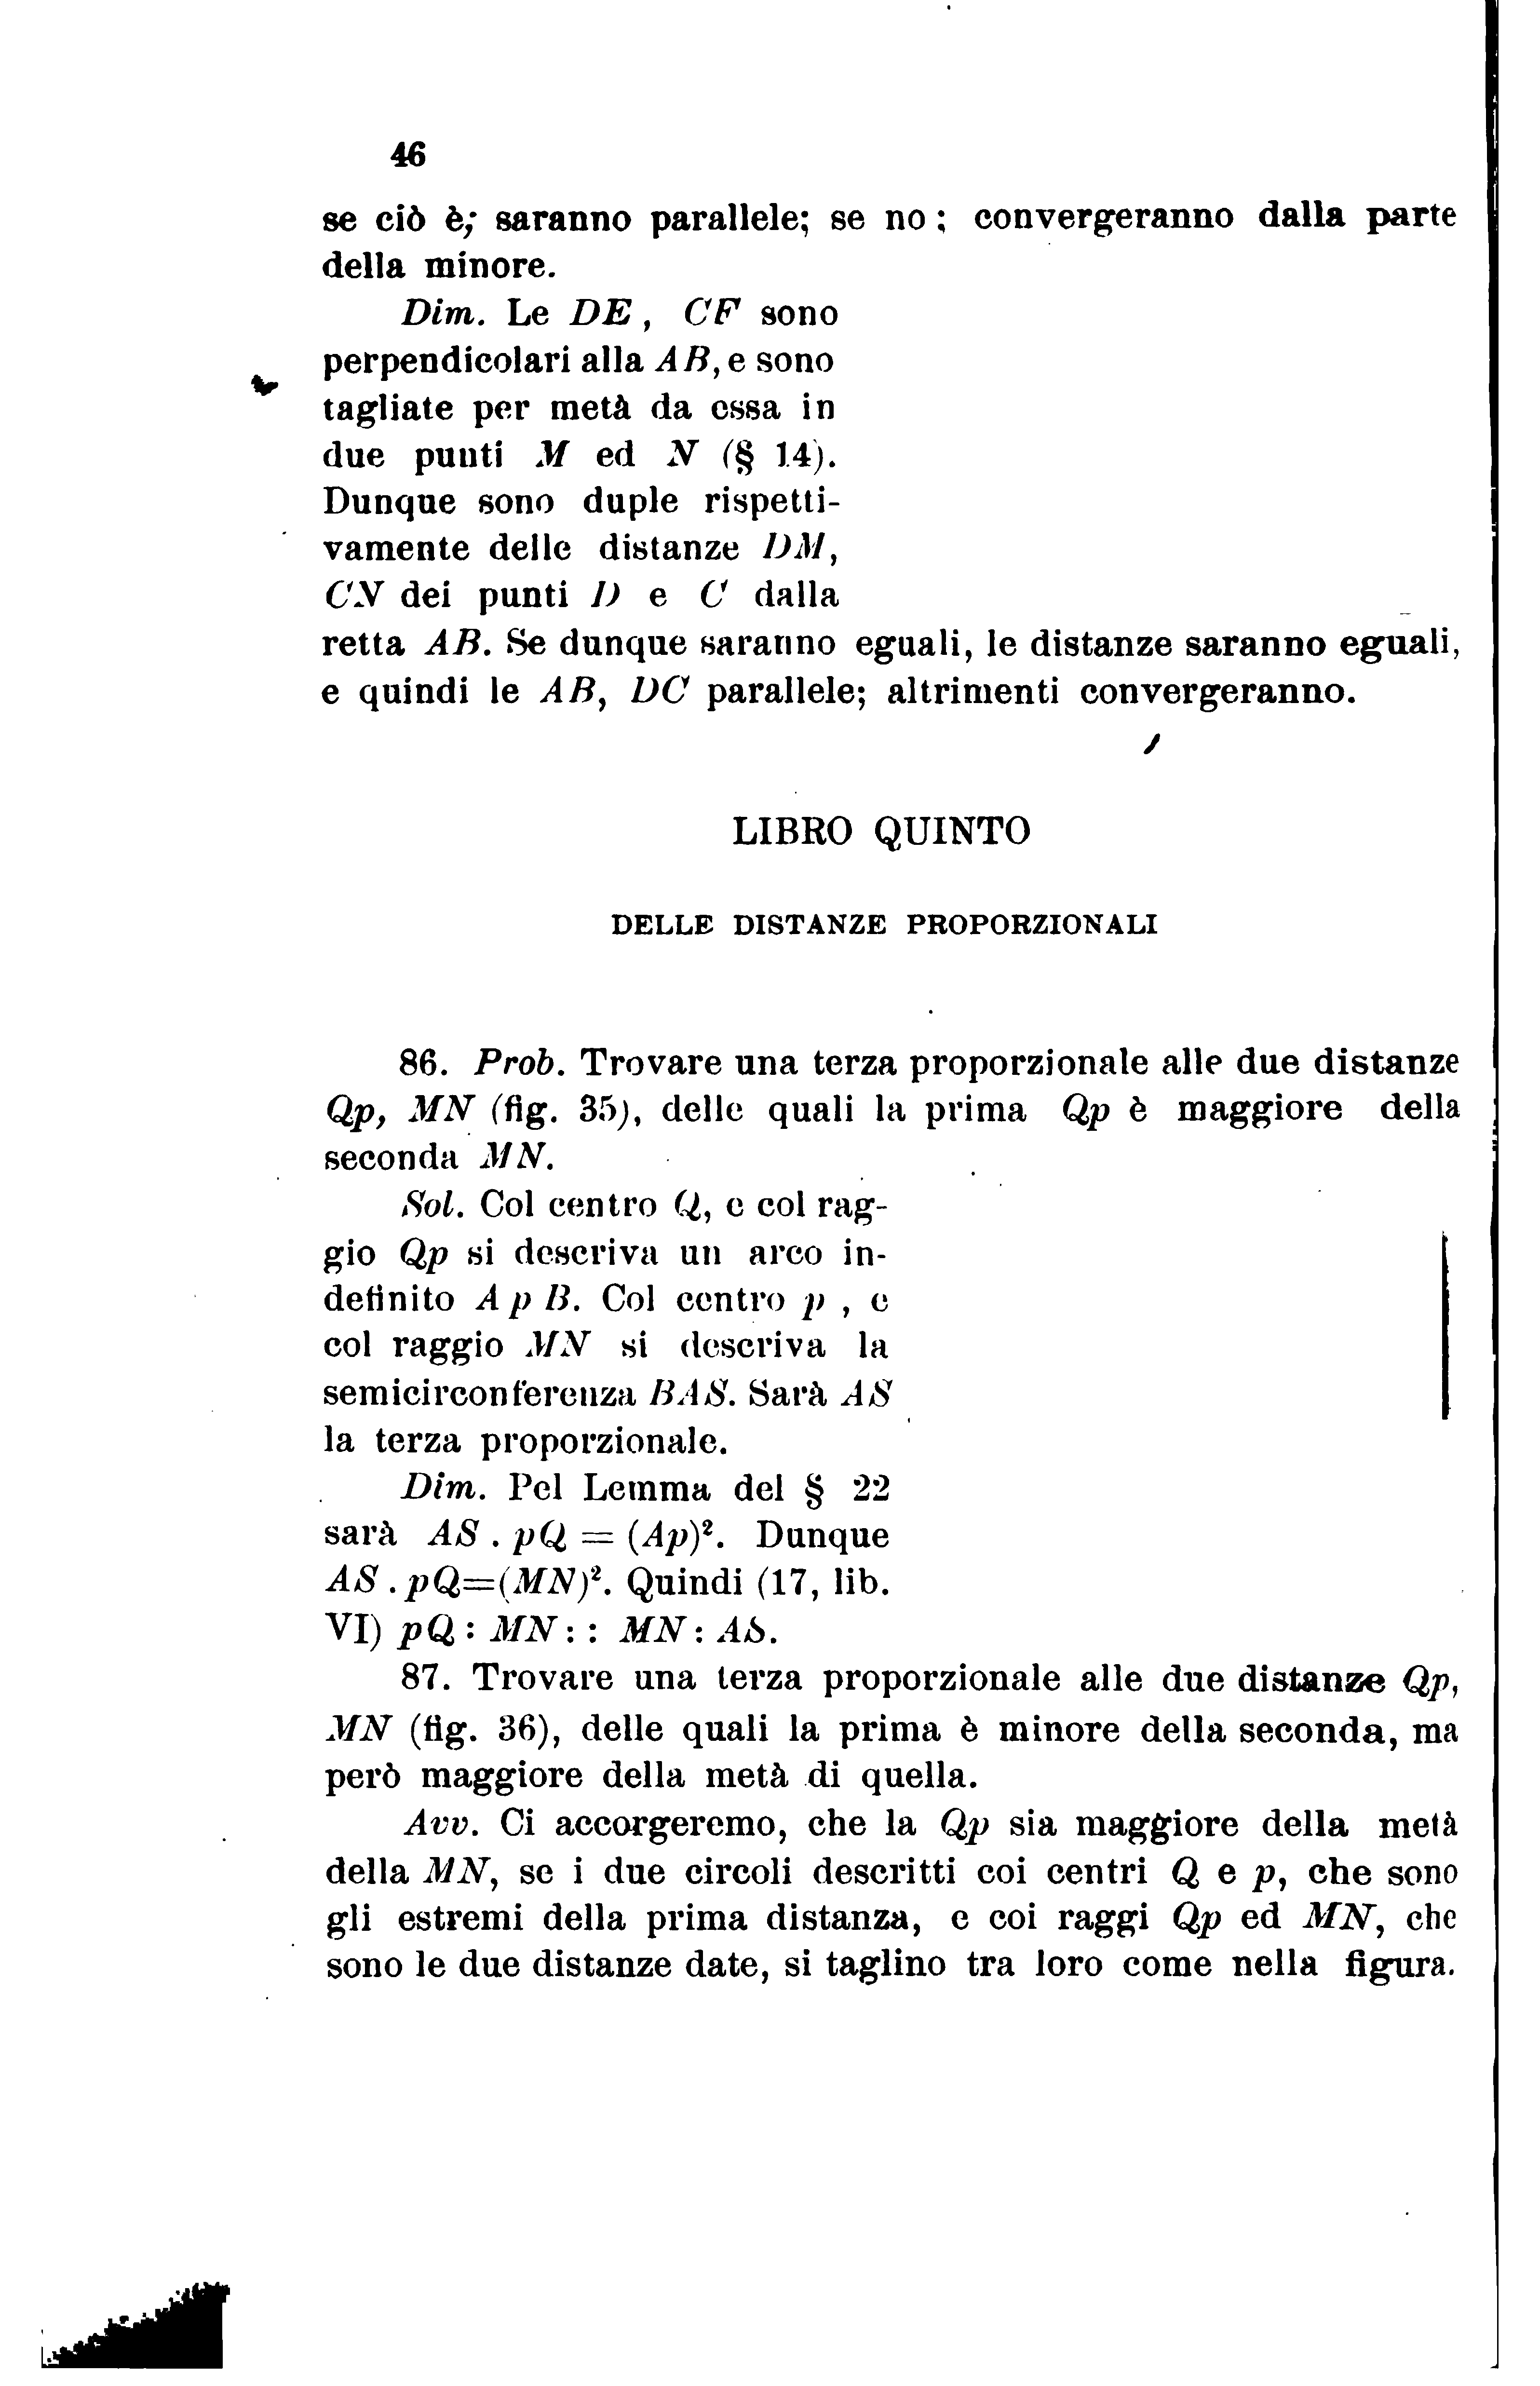 46
se ciò è; saranno parallele; se no; convergeranno dalla parte
della minore.
Dim. Le DE, CF sono
perpendicolari alla AB, e sono
tagliate per metà da essa in
due punti M ed N (§ 14).
Dunque sono duple rispetti-
vamente delle distanze DM,
CN dei punti D e C dalla
retta AB. Se dunque saranno eguali, le distanze saranno eguali,
e quindi le AB, DC parallele; altrimenti convergeranno.
LIBRO QUINTO
DELLE DISTANZE PROPORZIONALI
86. Prob. Trovare una terza proporzionale alle due distanze
Qp, MN (fig. 35), delle quali la prima Qp è maggiore della
seconda MN.
Sol. Col centro Q, e col rag-
gio Qp si descriva un arco in-
definito A p B. Col centro p , e
col raggio MN si descriva la
semicirconferenza BAS. Sarà AS
la terza proporzionale.
Dim. Pel Lemma del § 22
sarà AS . pQ = (Ap)². Dunque
AS . pQ=(MN)². Quindi (17, lib.
VI) pQ : MN : : MN : AS.
87. Trovare una terza proporzionale alle due distanze Qp,
MN (fig. 36), delle quali la prima è minore della seconda, ma
però maggiore della metà di quella.
Avv. Ci accorgeremo, che la Qp sia maggiore della metà
della MN, se i due circoli descritti coi centri Q e p, che sono
gli estremi della prima distanza, e coi raggi Qp ed MN, che
sono le due distanze date, si taglino tra loro come nella figura.